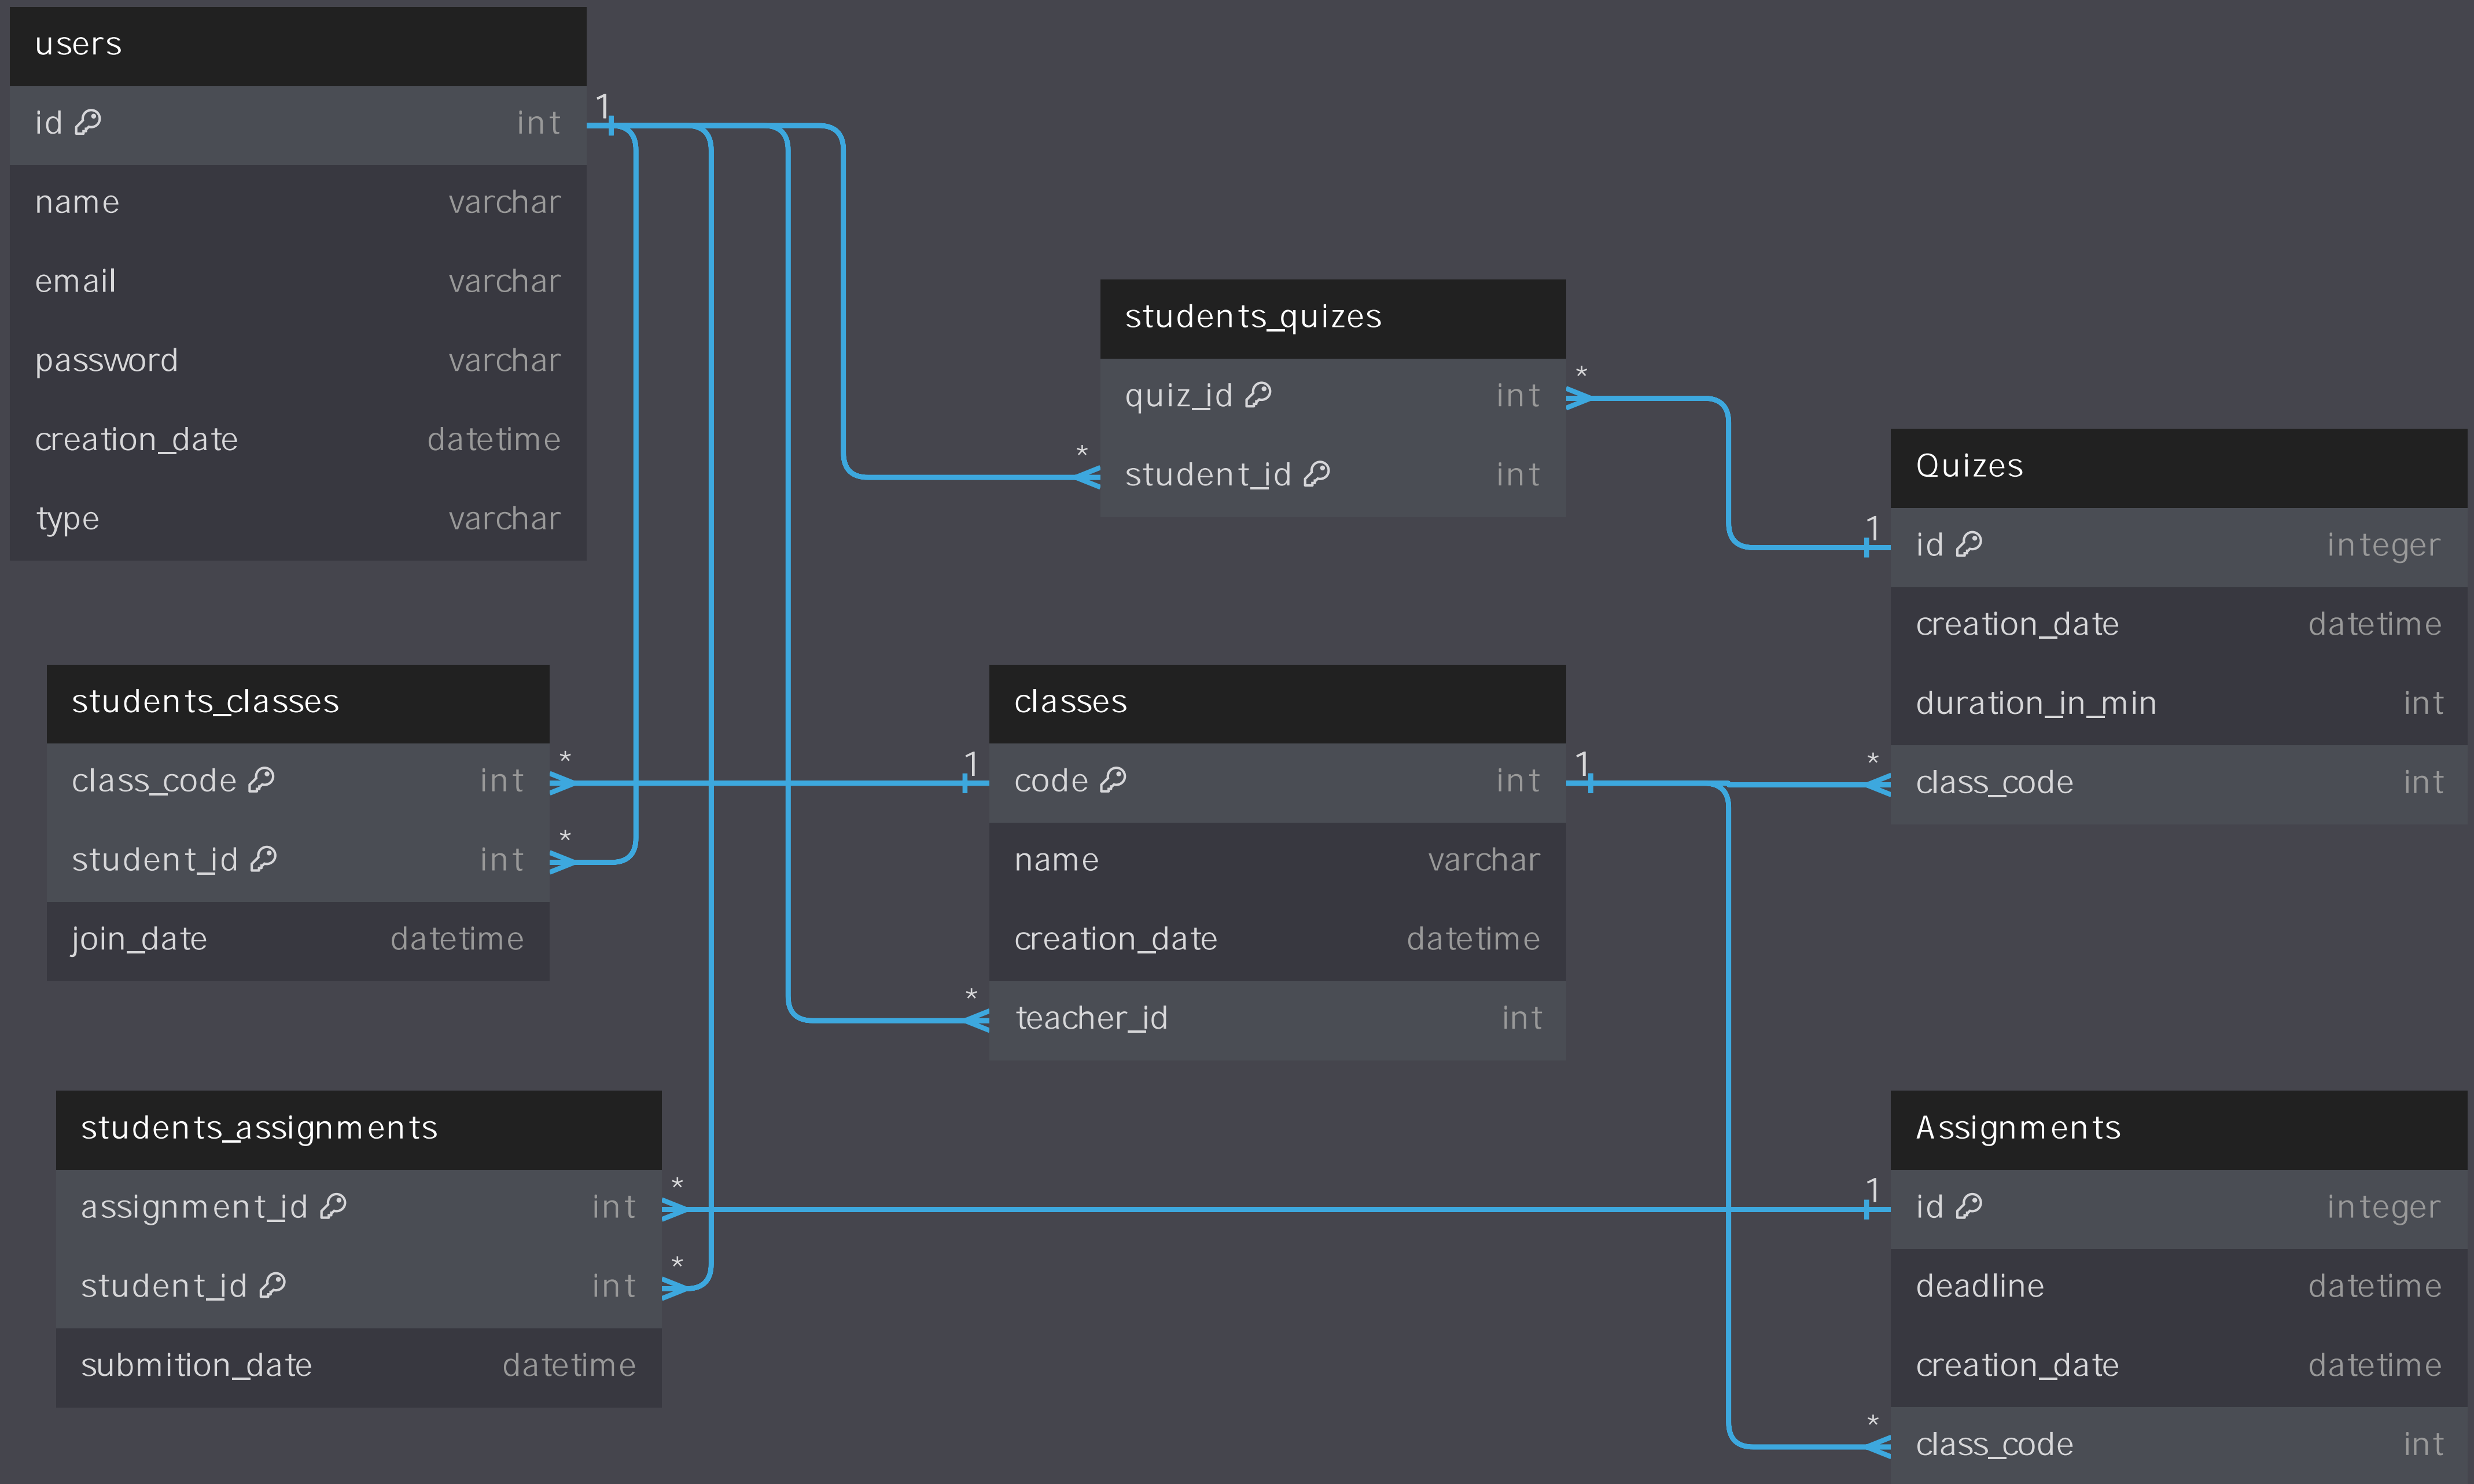 users
id int
name varchar
email varchar
password varchar
creation_date datetime
type varchar
1
students_quizes
quiz_id int
student_id int
*
*
Quizes
id integer
creation_date datetime
duration_in_min int
class_code int
1
*
students_classes
class_code int
student_id int
join_date datetime
*
*
classes
code int
name varchar
creation_date datetime
teacher_id int
1
1
*
students_assignments
assignment_id int
student_id int
submition_date datetime
*
*
Assignments
id integer
deadline datetime
creation_date datetime
class_code int
1
*